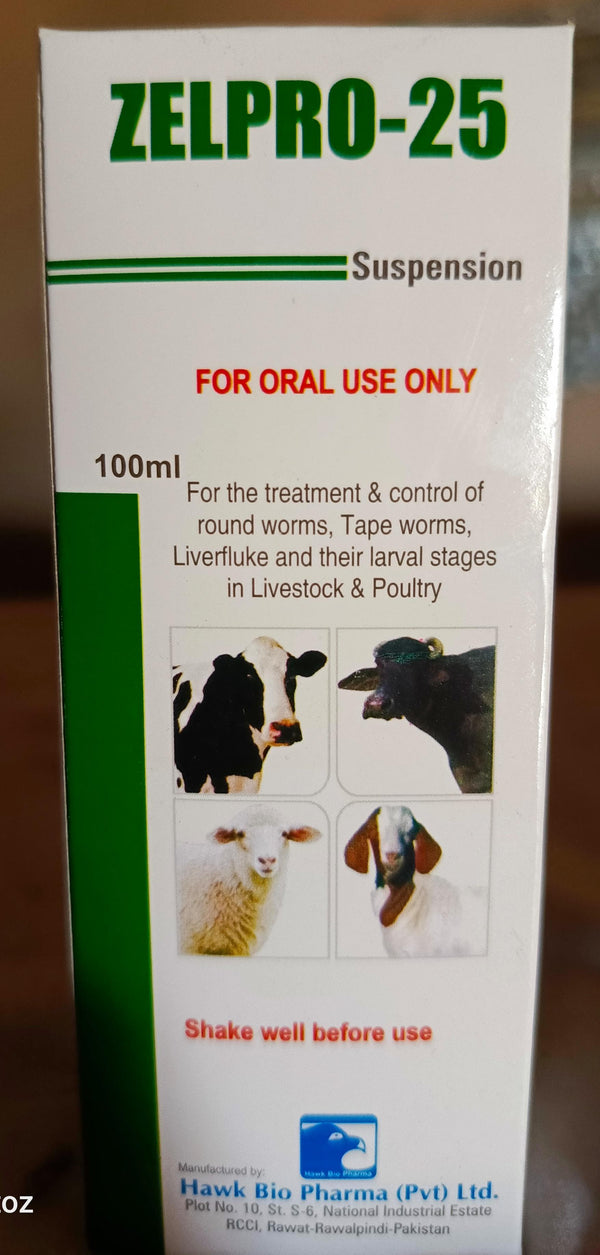 ZELPRO-25
Suspension
FOR ORAL USE ONLY
100ml
For the treatment & control of
round worms, Tape worms,
Liverfluke and their larval stages
in Livestock & Poultry
Shake well before use
Hawk Bio Pharma
Manufactured by:
Hawk Bio Pharma (Pvt) Ltd.
Plot No. 10, St. S-6, National Industrial Estate
RCCI, Rawat-Rawalpindi-Pakistan